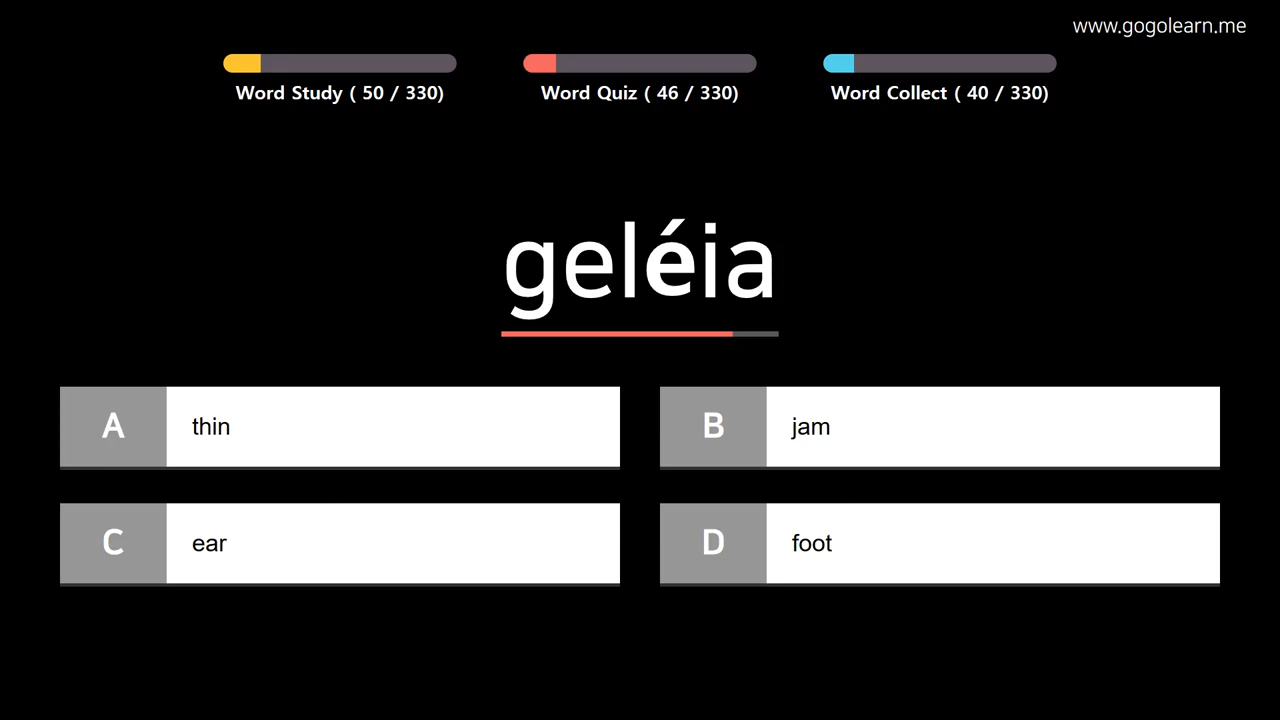 www.gogolearn.me
Word Study ( 50 / 330)
Word Quiz ( 46 / 330)
Word Collect ( 40 / 330)
geléia
A thin
B jam
C ear
D foot